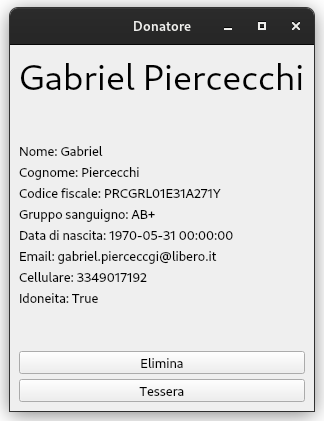 Donatore
Gabriel Piercecchi
Nome: Gabriel
Cognome: Piercecchi
Codice fiscale: PRCGRL01E31A271Y
Gruppo sanguigno: AB+
Data di nascita: 1970-05-31 00:00:00
Email: gabriel.pierceccgi@libero.it
Cellulare: 3349017192
Idoneita: True
Elimina
Tessera